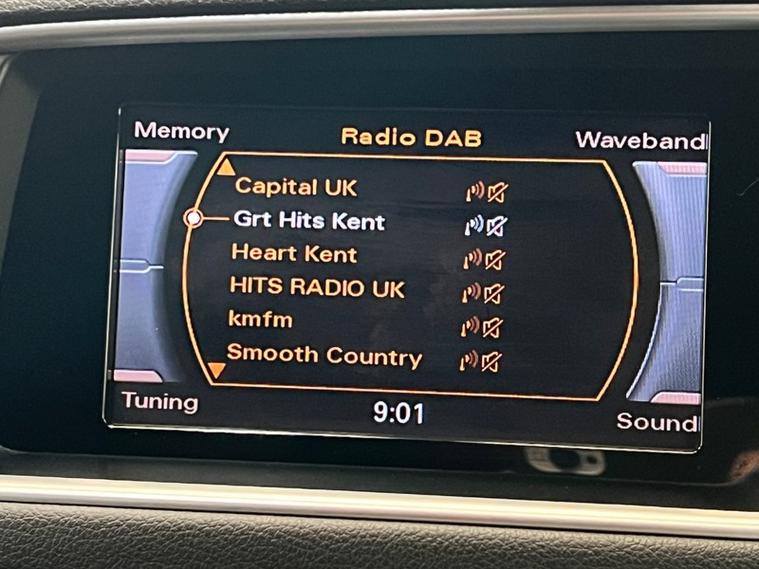 Memory Radio DAB Waveband
Capital UK
Grt Hits Kent
Heart Kent
HITS RADIO UK
kmfm
Smooth Country
Tuning 9:01 Sound